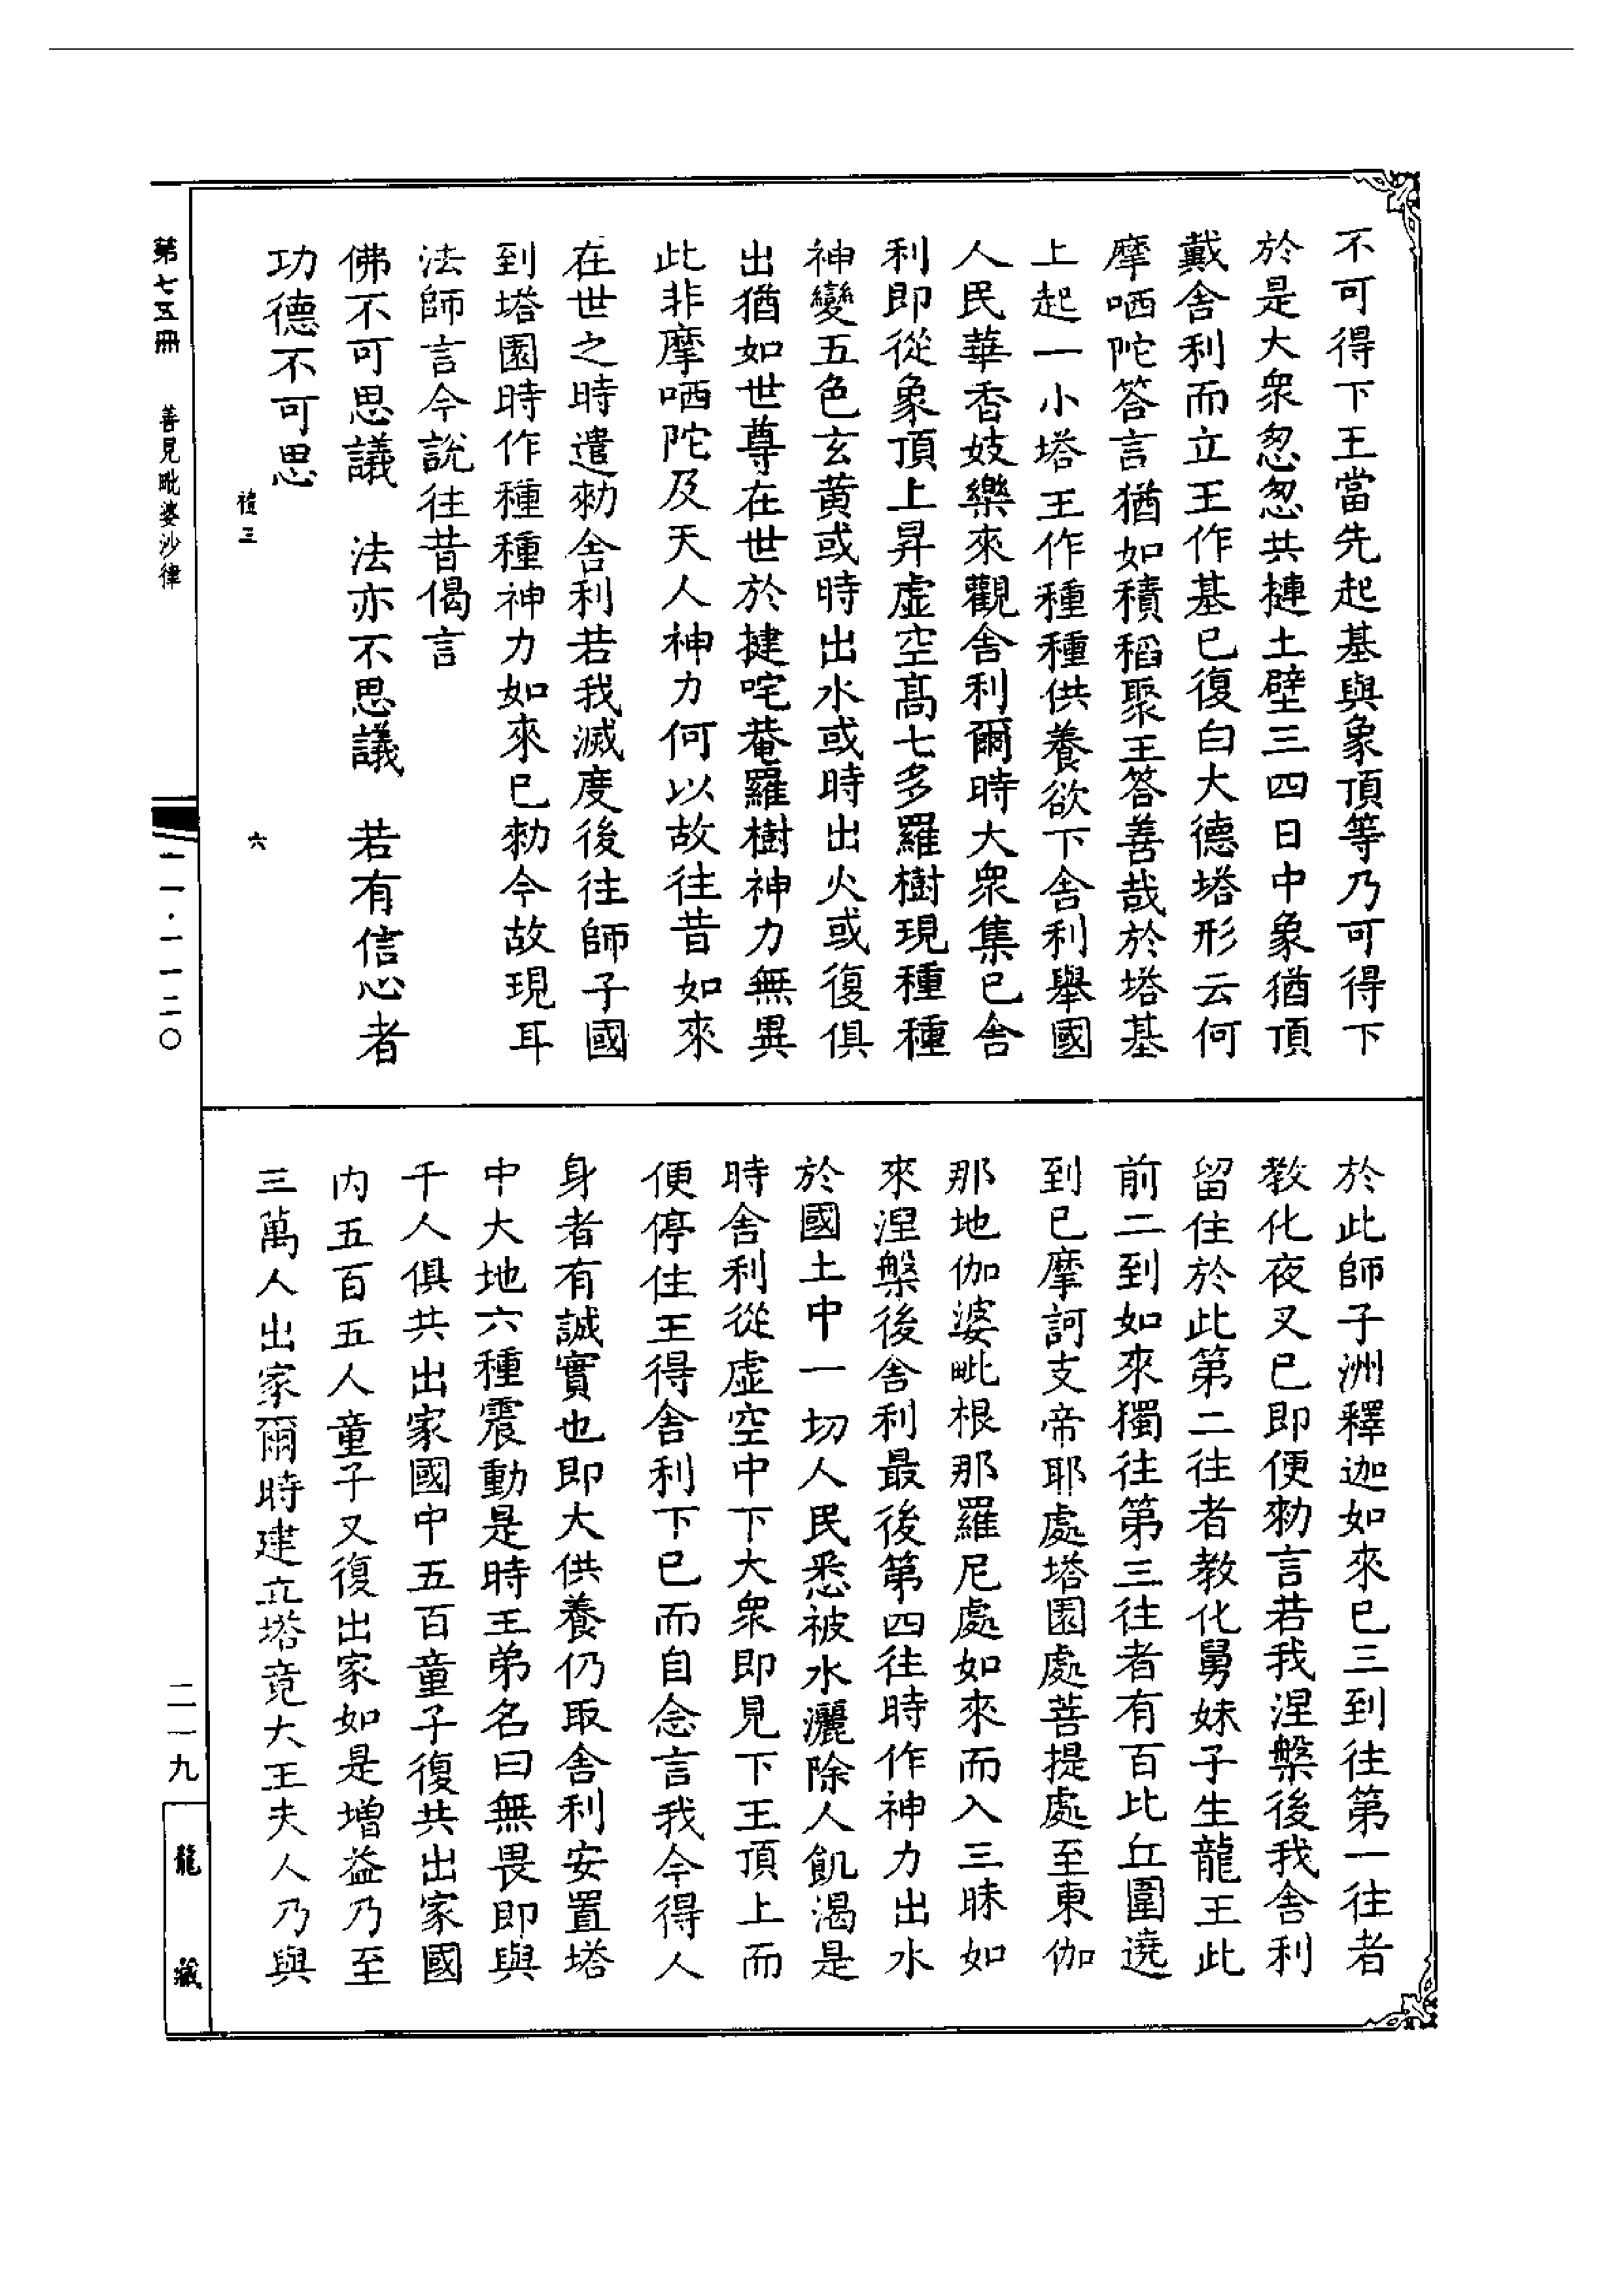 不可得下王當先起基與象頂等乃可得下
於是大衆怱怱共摙土墼三四日中象猶頂
戴舍利而立王作基已復白大德塔形云何
摩哂陀答言猶如積稻聚王答善哉於塔基
上起一小塔王作種種供養欲下舍利舉國
人民華香妓樂來觀舍利爾時大衆集已舍
利即從象頂上昇虛空高七多羅樹現種種
神變五色玄黃或時出水或時出火或復俱
出猶如世尊在世於揵咤菴羅樹神力無異
此非摩哂陀及天人神力何以故往昔如來
在世之時遣勑舍利若我滅度後往師子國
到塔園時作種種神力如來已勑今故現耳
法師言今說往昔偈言
佛不可思議　法亦不思議　若有信心者
功德不可思
禮三　六
於此師子洲釋迦如來已三到往第一往者
教化夜叉已即便勑言若我涅槃後我舍利
留住於此第二往者教化舅妹子生龍王此
前二到如來獨往第三往者有百比丘圍遶
到已摩訶支帝耶處塔園處菩提處至東伽
那地伽婆毗根那羅尼處如來而入三昧如
來涅槃後舍利最後第四往時作神力出水
於國土中一切人民悉被水灑除人飢渴是
時舍利從虛空中下大衆即見下王頂上而
便停住王得舍利下已而自念言我今得人
身者有誠實也即大供養仍取舍利安置塔
中大地六種震動是時王弟名曰無畏即與
千人俱共出家國中五百童子復共出家國
內五百五人童子又復出家如是增益乃至
三萬人出家爾時建立塔竟大王夫人乃與
第七五冊　善見毗婆沙律
一一·一一二〇
二一九
龍藏